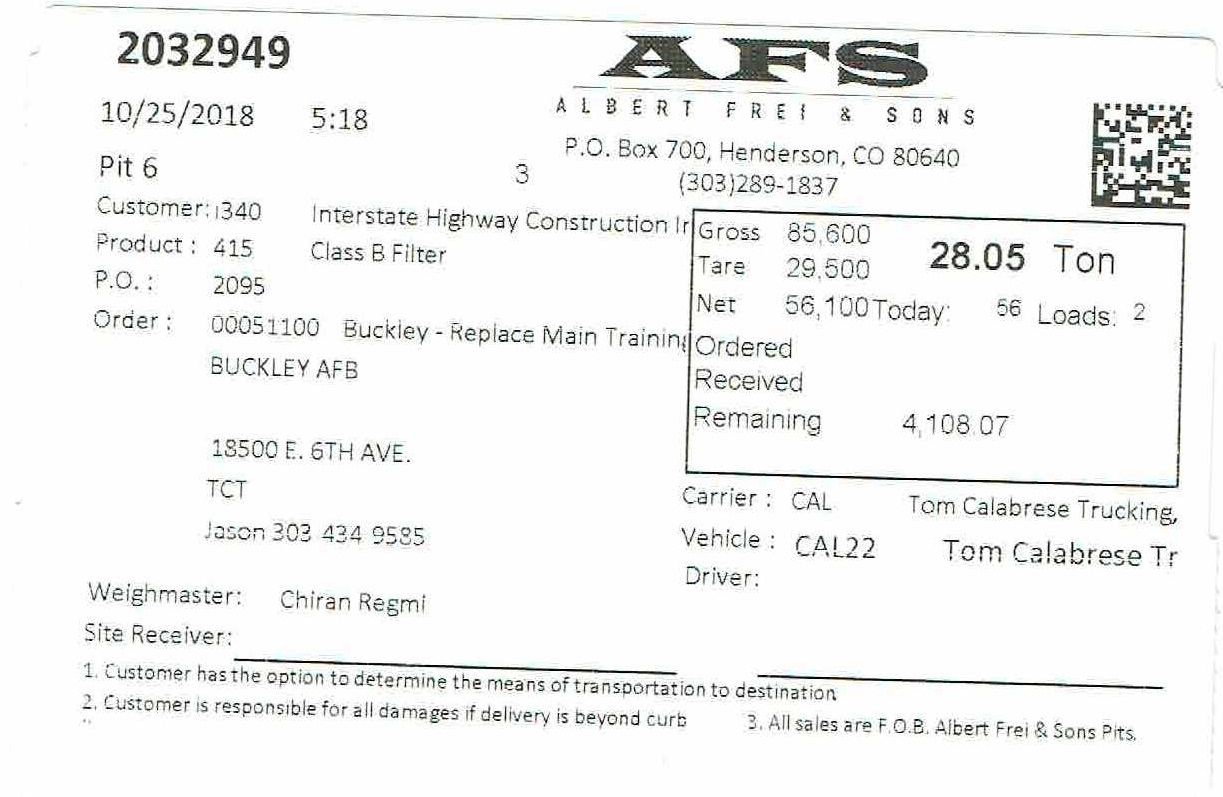 2032949
AFS
ALBERT FREI & SONS
10/25/2018 5:18
P.O. Box 700, Henderson, CO 80640
Pit 6 3 (303)289-1837
Customer: 1340 Interstate Highway Construction Ir
Product : 415 Class B Filter
P.O. : 2095
Order : 00051100 Buckley - Replace Main Training
BUCKLEY AFB
18500 E. 6TH AVE.
TCT
Jason 303 434 9585
Gross 85,600 28.05 Ton
Tare 29,500
Net 56,100 Today: 56 Loads: 2
Ordered
Received
Remaining 4,108.07
Carrier : CAL Tom Calabrese Trucking,
Vehicle : CAL22 Tom Calabrese Tr
Driver:
Weighmaster: Chiran Regmi
Site Receiver:
1. Customer has the option to determine the means of transportation to destination
2. Customer is responsible for all damages if delivery is beyond curb
3. All sales are F.O.B. Albert Frei & Sons Pits.